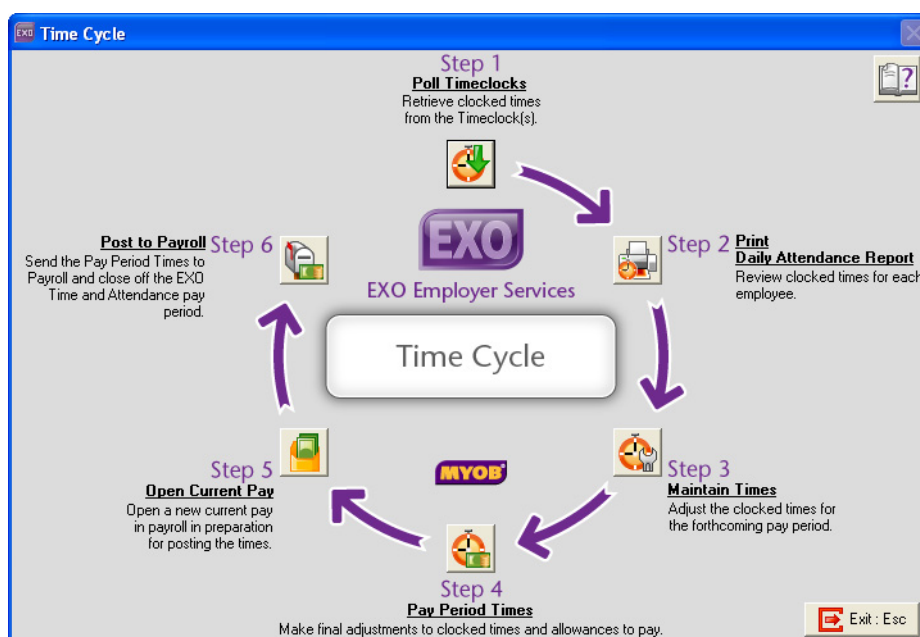 EXO Time Cycle
Step 1
Poll Timeclocks
Retrieve clocked times
from the Timeclock(s).
?
Step 2
Print
Daily Attendance Report
Review clocked times for each
employee.
Post to Payroll
Step 6
Send the Pay Period Times to
Payroll and close off the EXO
Time and Attendance pay
period.
EXO
EXO Employer Services
Time Cycle
Step 3
Maintain Times
Adjust the clocked times for
the forthcoming pay period.
Step 5
Open Current Pay
Open a new current pay
in payroll in preparation
for posting the times.
MYOB
Step 4
Pay Period Times
Make final adjustments to clocked times and allowances to pay.
Exit : Esc